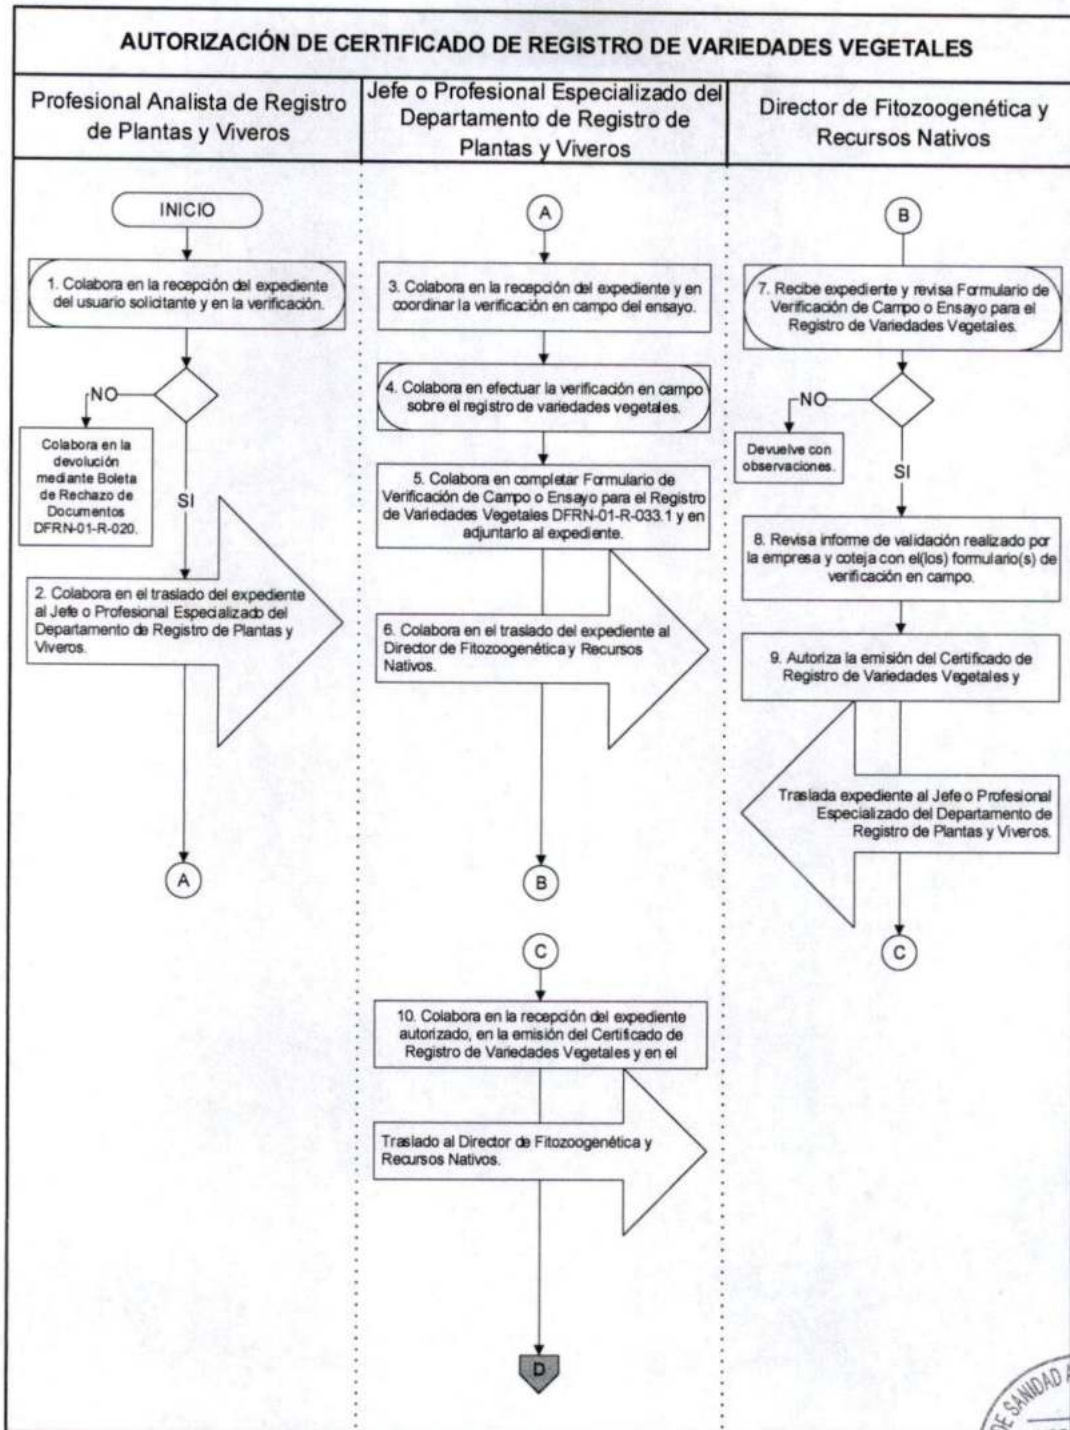 AUTORIZACIÓN DE CERTIFICADO DE REGISTRO DE VARIEDADES VEGETALES
Profesional Analista de Registro
de Plantas y Viveros
Jefe o Profesional Especializado del
Departamento de Registro de
Plantas y Viveros
Director de Fitozoogenética y
Recursos Nativos
INICIO
1. Colabora en la recepción del expediente
del usuario solicitante y en la verificación.
NO
Colabora en la
devolución
mediante Boleta
de Rechazo de
Documentos
DFRN-01-R-020.
SI
2. Colabora en el traslado del expediente
al Jefe o Profesional Especializado del
Departamento de Registro de Plantas y
Viveros.
A
A
3. Colabora en la recepción del expediente y en
coordinar la verificación en campo del ensayo.
4. Colabora en efectuar la verificación en campo
sobre el registro de variedades vegetales.
5. Colabora en completar Formulario de
Verificación de Campo o Ensayo para el Registro
de Variedades Vegetales DFRN-01-R-033.1 y en
adjuntarlo al expediente.
6. Colabora en el traslado del expediente al
Director de Fitozoogenética y Recursos
Nativos.
B
B
7. Recibe expediente y revisa Formulario de
Verificación de Campo o Ensayo para el
Registro de Variedades Vegetales.
NO
Devuelve con
observaciones.
SI
8. Revisa informe de validación realizado por
la empresa y coteja con el(los) formulario(s) de
verificación en campo.
9. Autoriza la emisión del Certificado de
Registro de Variedades Vegetales y
Traslada expediente al Jefe o Profesional
Especializado del Departamento de
Registro de Plantas y Viveros.
C
C
10. Colabora en la recepción del expediente
autorizado, en la emisión del Certificado de
Registro de Variedades Vegetales y en el
Traslado al Director de Fitozoogenética y
Recursos Nativos.
D
DE SANIDAD A